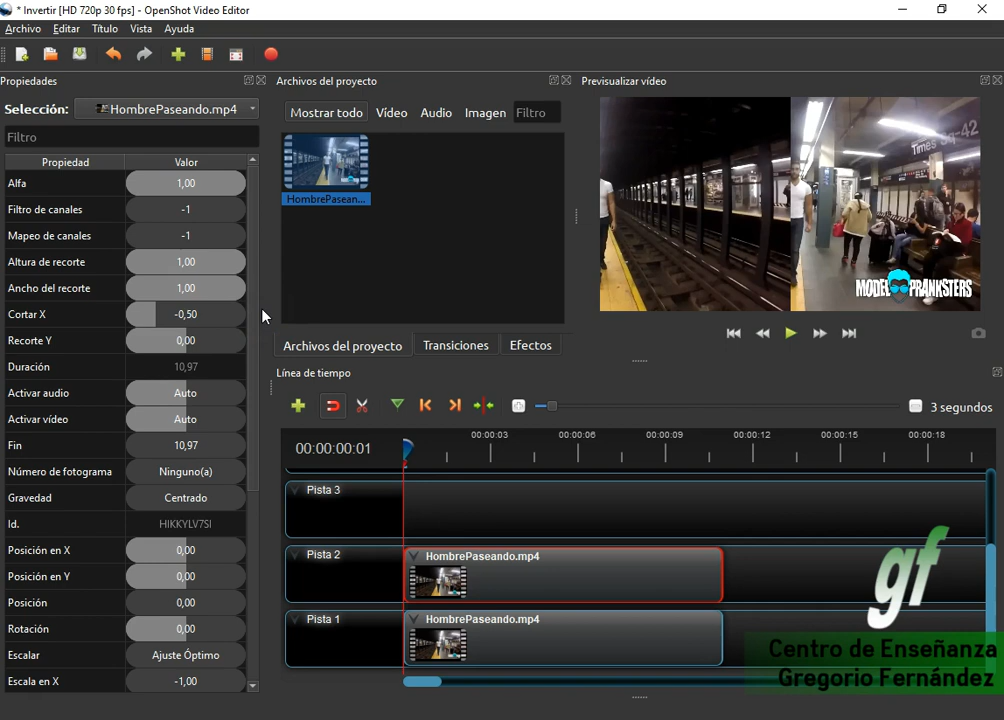 * Invertir [HD 720p 30 fps] - OpenShot Video Editor
Archivo Editar Título Vista Ayuda
Propiedades
Selección: HombrePaseando.mp4
Filtro
Propiedad Valor
Alfa 1,00
Filtro de canales -1
Mapeo de canales -1
Altura de recorte 1,00
Ancho del recorte 1,00
Cortar X -0,50
Recorte Y 0,00
Duración 10,97
Activar audio Auto
Activar vídeo Auto
Fin 10,97
Número de fotograma Ninguno(a)
Gravedad Centrado
Id. HIKKYLV7SI
Posición en X 0,00
Posición en Y 0,00
Posición 0,00
Rotación 0,00
Escalar Ajuste Óptimo
Escala en X -1,00
Archivos del proyecto
Mostrar todo Vídeo Audio Imagen Filtro
HombrePasean...
Archivos del proyecto Transiciones Efectos
Previsualizar vídeo
Times Sq-42
MODEL PRANKSTERS
Línea de tiempo
3 segundos
00:00:00:01
00:00:03 00:00:06 00:00:09 00:00:12 00:00:15 00:00:18
Pista 3
Pista 2 HombrePaseando.mp4
Pista 1 HombrePaseando.mp4
gf
Centro de Enseñanza
Gregorio Fernández